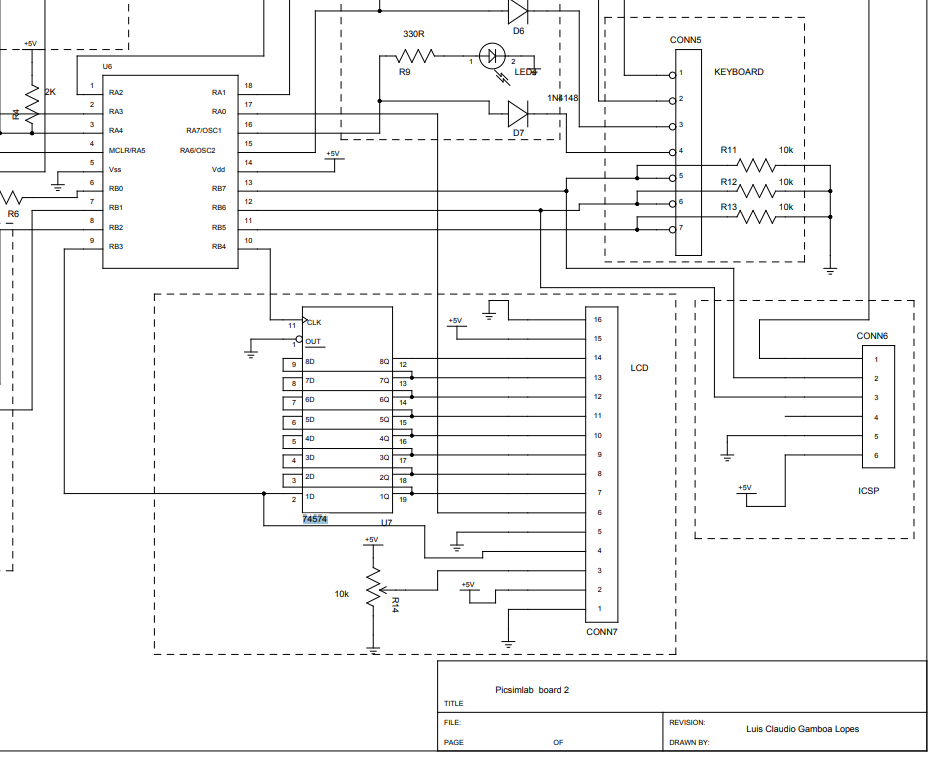 D6
330R
R9
1
2
LED4
1N4148
D7
+5V
2K
R4
R6
U6
1 RA2 RA1 18
2 RA3 RA0 17
3 RA4 RA7/OSC1 16
4 MCLR/RA5 RA6/OSC2 15
5 Vss Vdd 14
6 RB0 RB7 13
7 RB1 RB6 12
8 RB2 RB5 11
9 RB3 RB4 10
+5V
CONN5
KEYBOARD
1
2
3
4
5
6
7
R11 10k
R12 10k
R13 10k
11 CLK
1 OUT
9 8D 8Q 12
8 7D 7Q 13
7 6D 6Q 14
6 5D 5Q 15
5 4D 4Q 16
4 3D 3Q 17
3 2D 2Q 18
2 1D 1Q 19
74574
U7
+5V
10k
R14
+5V
+5V
16
15
14
13
12
11
10
9
8
7
6
5
4
3
2
1
LCD
CONN7
CONN6
1
2
3
4
5
6
ICSP
+5V
Picsimlab board 2
TITLE
FILE:
REVISION:
Luis Claudio Gamboa Lopes
PAGE OF
DRAWN BY: